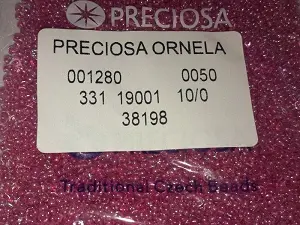 PRECIOSA
PRECIOSA ORNELA
001280 0050
331 19001 10/0
38198
Traditional Czech Beads